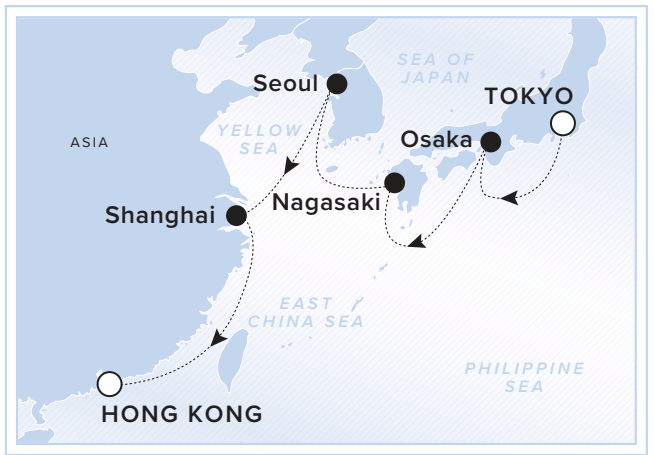 SEA OF
JAPAN
Seoul
TOKYO
YELLOW
SEA
Osaka
ASIA
Nagasaki
Shanghai
EAST
CHINA SEA
PHILIPPINE
SEA
HONG KONG